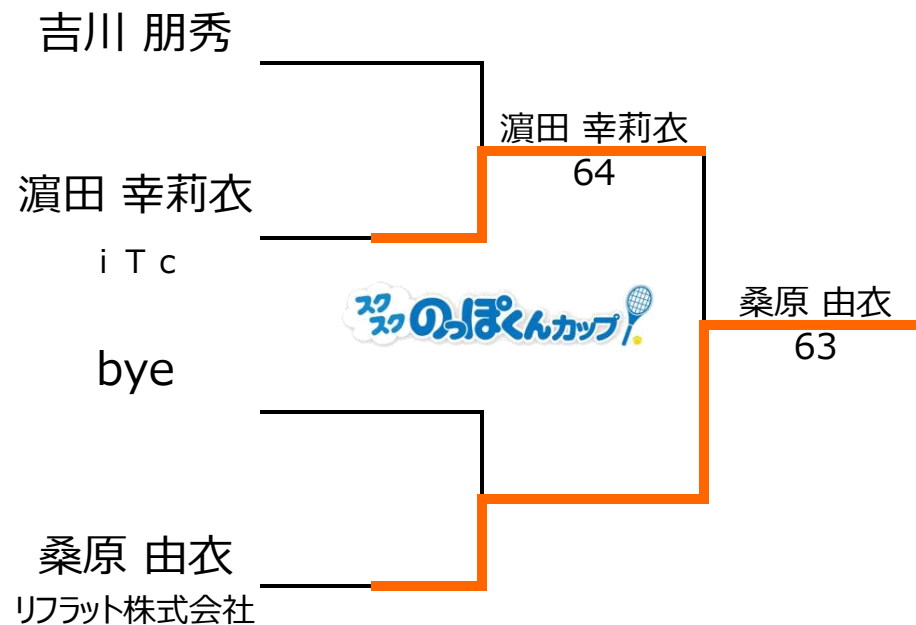 吉川 朋秀
濵田 幸莉衣
64
濵田 幸莉衣
ｉＴｃ
スク
スク のっぽくんカップ!
桑原 由衣
63
bye
桑原 由衣
リフラット株式会社